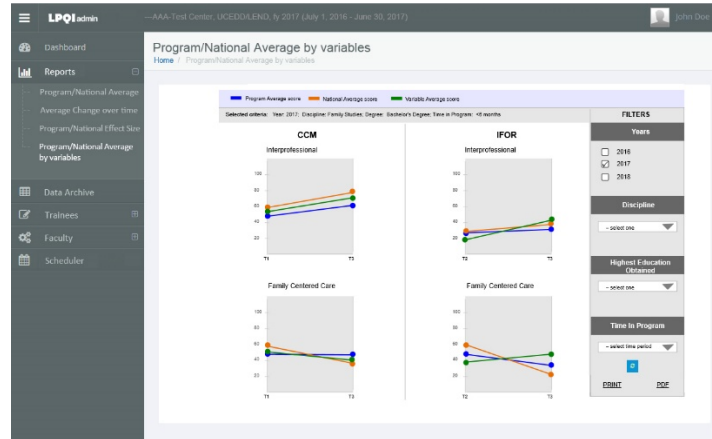 LPQI admin
—AAA-Test Center, UCEDD/LEND, fy 2017 (July 1, 2016 - June 30, 2017)
John Doe
Dashboard
Reports
Program/National Average
Average Change over time
Program/National Effect Size
Program/National Average
by variables
Data Archive
Trainees
Faculty
Scheduler
Program/National Average by variables
Home / Program/National Average by variables
Program Average score
National Average score
Variable Average score
Selected criteria: Year: 2017; Discipline: Family Studies; Degree: Bachelor's Degree; Time in Program: <6 months
CCM
Interprofessional
100
80
60
40
20
T1
T3
IFOR
Interprofessional
100
80
60
40
20
T2
T3
Family Centered Care
100
80
60
40
20
T1
T3
Family Centered Care
100
80
60
40
20
T2
T3
FILTERS
Years
2016
2017
2018
Discipline
– select one
Highest Education
Obtained
– select one
Time In Program
– select time period
PRINT
PDF